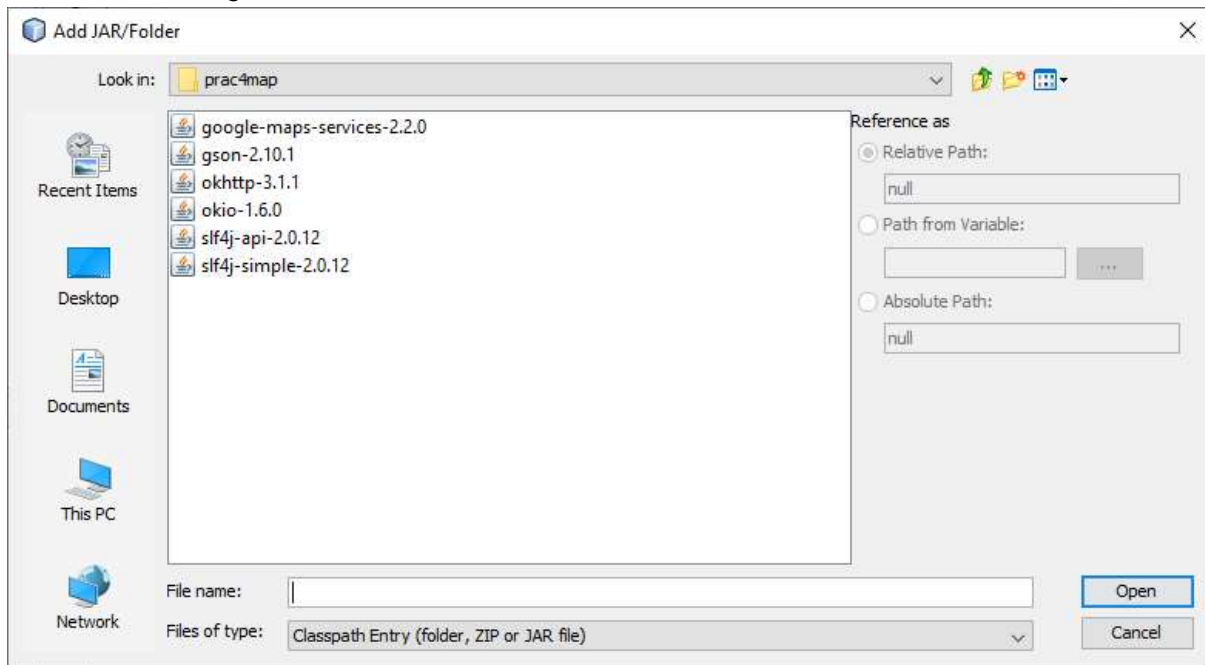 Add JAR/Folder
Look in:
prac4map
Recent Items
Desktop
Documents
This PC
Network
google-maps-services-2.2.0
gson-2.10.1
okhttp-3.1.1
okio-1.6.0
slf4j-api-2.0.12
slf4j-simple-2.0.12
Reference as
Relative Path:
null
Path from Variable:
...
Absolute Path:
null
File name:
Open
Files of type:
Classpath Entry (folder, ZIP or JAR file)
Cancel